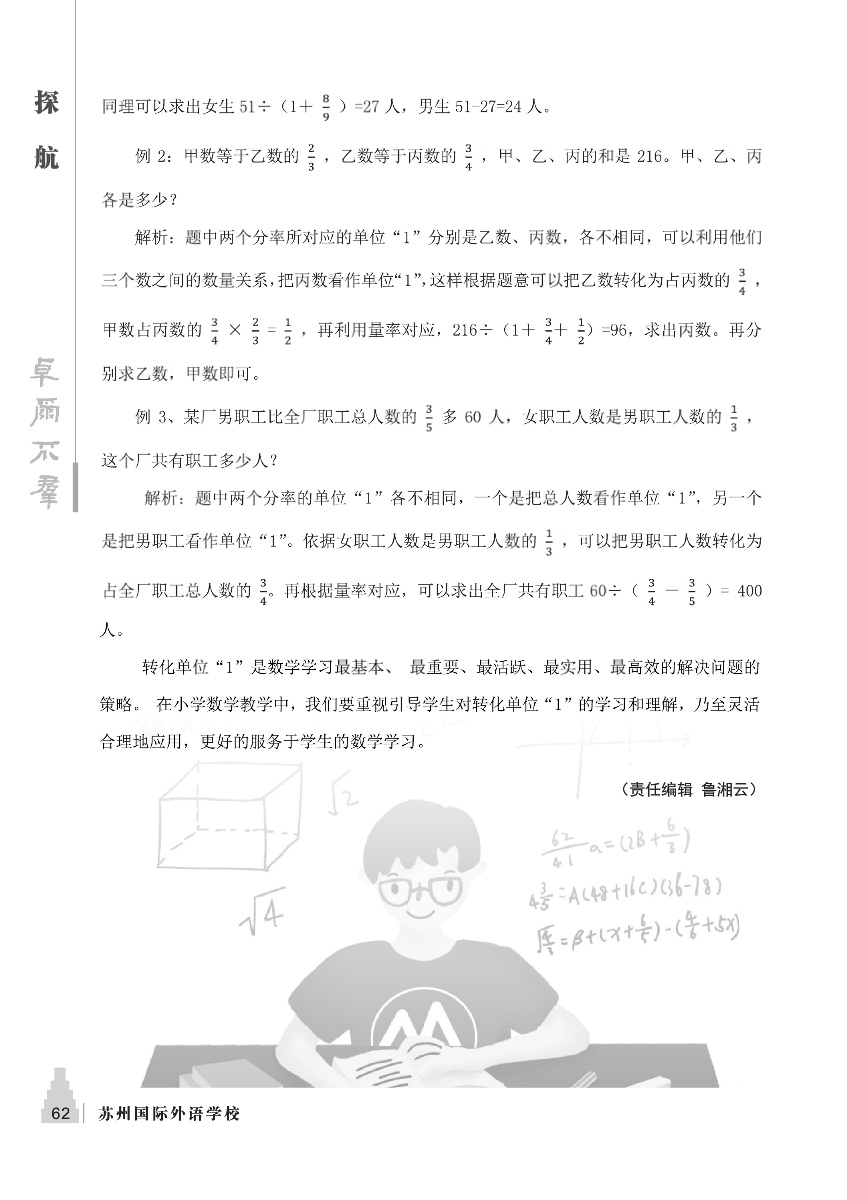 探
航
卓
爾
不
羣
同理可以求出女生 51÷（1＋ 8/9 ）=27 人，男生 51-27=24 人。
例 2：甲数等于乙数的 2/3 ，乙数等于丙数的 3/4 ，甲、乙、丙的和是 216。甲、乙、丙
各是多少？
解析：题中两个分率所对应的单位“1”分别是乙数、丙数，各不相同，可以利用他们
三个数之间的数量关系，把丙数看作单位“1”，这样根据题意可以把乙数转化为占丙数的 3/4 ，
甲数占丙数的 3/4 × 2/3 = 1/2 ，再利用量率对应，216÷（1＋ 3/4＋ 1/2）=96，求出丙数。再分
别求乙数，甲数即可。
例 3、某厂男职工比全厂职工总人数的 3/5 多 60 人，女职工人数是男职工人数的 1/3 ，
这个厂共有职工多少人？
解析：题中两个分率的单位“1”各不相同，一个是把总人数看作单位“1”，另一个
是把男职工看作单位“1”。依据女职工人数是男职工人数的 1/3 ，可以把男职工人数转化为
占全厂职工总人数的 3/4。再根据量率对应，可以求出全厂共有职工 60÷（ 3/4 － 3/5 ）= 400
人。
转化单位“1”是数学学习最基本、 最重要、最活跃、最实用、最高效的解决问题的
策略。 在小学数学教学中，我们要重视引导学生对转化单位“1”的学习和理解，乃至灵活
合理地应用，更好的服务于学生的数学学习。
（责任编辑 鲁湘云）
√2
√4
62/41 a=(2B+6/3)
4 3/5=A(48+16C)(36-78)
62 苏州国际外语学校